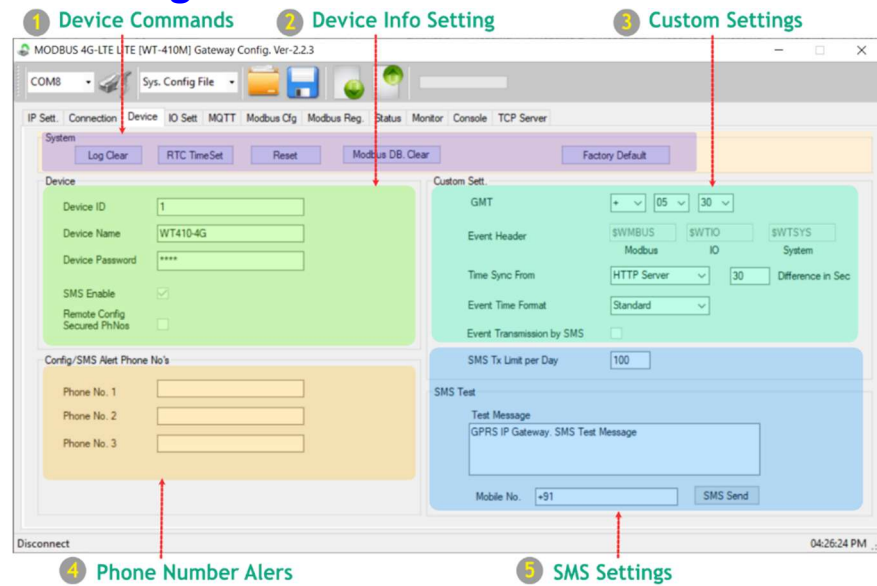 1 Device Commands
2 Device Info Setting
3 Custom Settings
MODBUS 4G-LTE LITE [WT-410M] Gateway Config. Ver-2.2.3
COM8
Sys. Config File
IP Sett. Connection Device IO Sett MQTT Modbus Cfg Modbus Reg. Status Monitor Console TCP Server
System
Log Clear RTC TimeSet Reset Modbus DB. Clear Factory Default
Device
Device ID 1
Device Name WT410-4G
Device Password ****
SMS Enable
Remote Config
Secured PhNos
Custom Sett.
GMT + 05 30
Event Header $WMBUS $WTIO $WTSYS
Modbus IO System
Time Sync From HTTP Server 30 Difference in Sec
Event Time Format Standard
Event Transmission by SMS
SMS Tx Limit per Day 100
Config/SMS Alert Phone No's
Phone No. 1
Phone No. 2
Phone No. 3
SMS Test
Test Message
GPRS IP Gateway. SMS Test Message
Mobile No. +91 SMS Send
Disconnect 04:26:24 PM
4 Phone Number Alers
5 SMS Settings